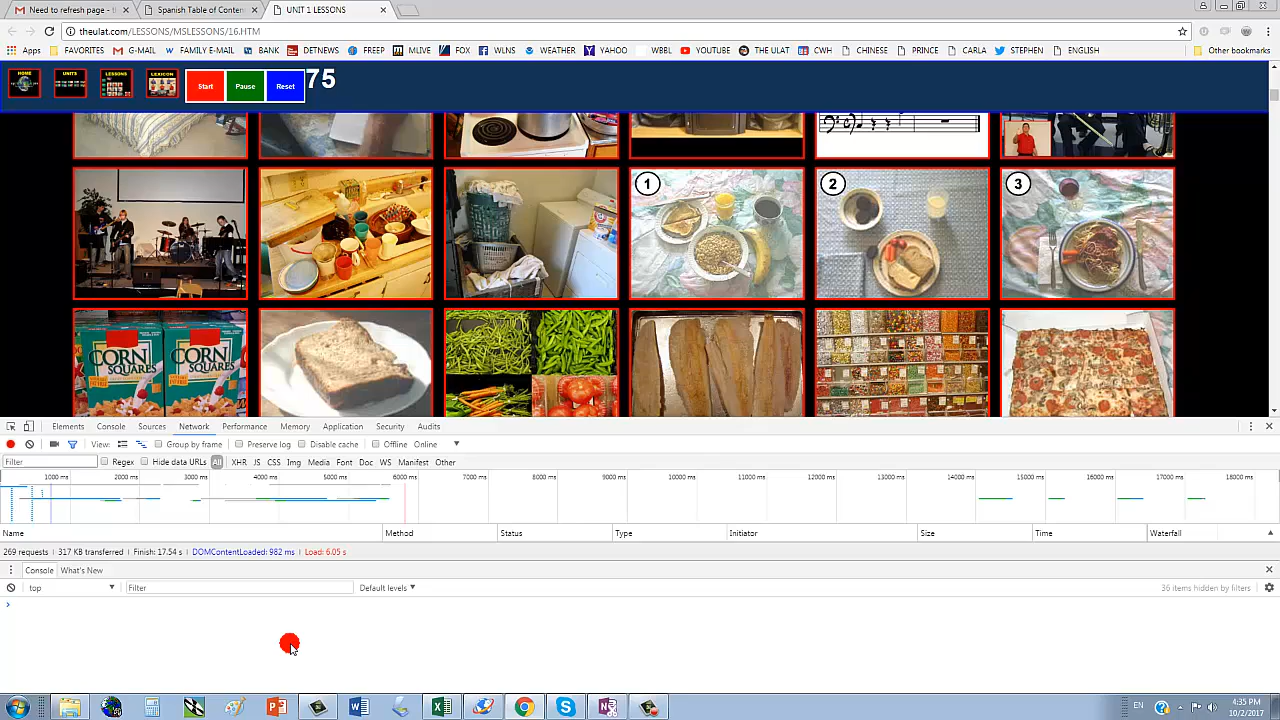 Need to refresh page - t
Spanish Table of Conten
UNIT 1 LESSONS
theulat.com/LESSONS/MSLESSONS/16.HTM
Apps FAVORITES G-MAIL FAMILY E-MAIL BANK DETNEWS FREEP MLIVE FOX WLNS WEATHER YAHOO WBBL YOUTUBE THE ULAT CWE CHINESE PRINCE CARLA STEPHEN ENGLISH Other bookmarks
HOME UNITS LESSONS LEXICON Start Pause Reset 75
1 2 3
CORN SQUARES CORN SQUARES
Elements Console Sources Network Performance Memory Application Security Audits
View: Group by frame Preserve log Disable cache Offline Online
Filter Regex Hide data URLs All XHR JS CSS Img Media Font Doc WS Manifest Other
1000 ms 2000 ms 3000 ms 4000 ms 5000 ms 6000 ms 7000 ms 8000 ms 9000 ms 10000 ms 11000 ms 12000 ms 13000 ms 14000 ms 15000 ms 16000 ms 17000 ms 18000 ms
Name Method Status Type Initiator Size Time Waterfall
269 requests | 317 KB transferred | Finish: 17.54 s | DOMContentLoaded: 982 ms | Load: 6.05 s
Console What's New
top Filter Default levels 36 items hidden by filters
EN 4:35 PM
10/2/2017